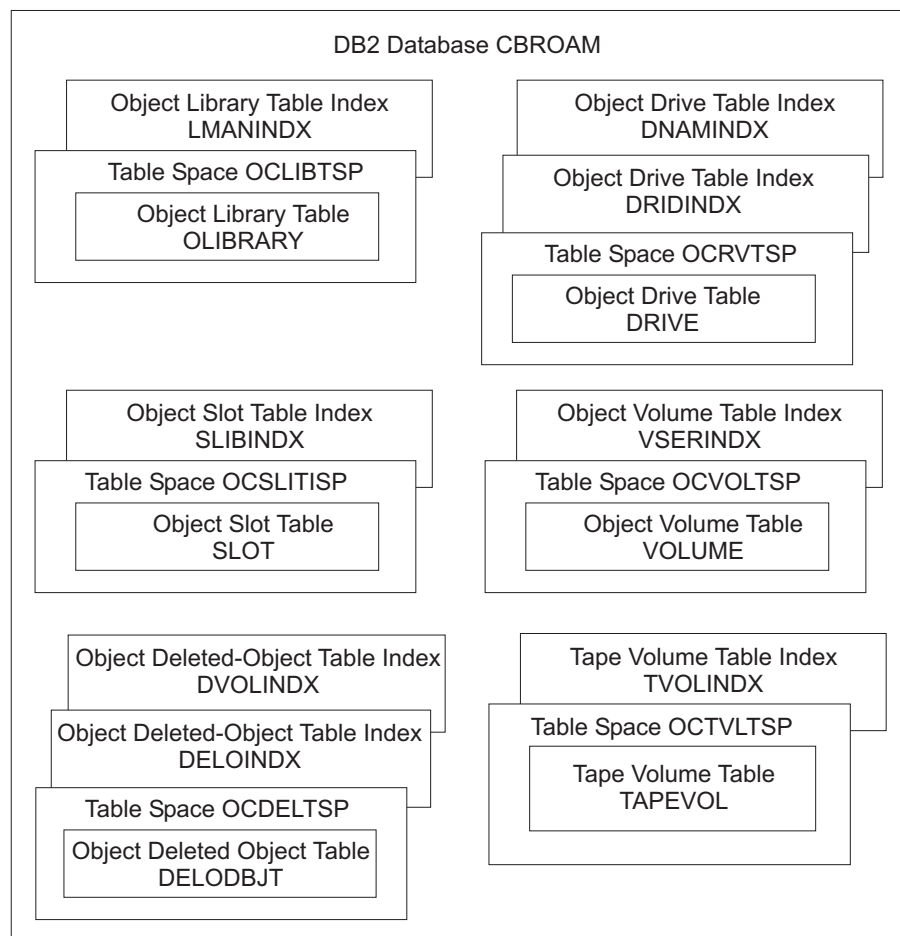 DB2 Database CBROAM
Object Library Table Index
LMANINDX
Table Space OCLIBTSP
Object Library Table
OLIBRARY
Object Drive Table Index
DNAMINDX
Object Drive Table Index
DRIDINDX
Table Space OCRVTSP
Object Drive Table
DRIVE
Object Slot Table Index
SLIBINDX
Table Space OCSLITISP
Object Slot Table
SLOT
Object Volume Table Index
VSERINDX
Table Space OCVOLTSP
Object Volume Table
VOLUME
Object Deleted-Object Table Index
DVOLINDX
Object Deleted-Object Table Index
DELOINDX
Table Space OCDELTSP
Object Deleted Object Table
DELODBJT
Tape Volume Table Index
TVOLINDX
Table Space OCTVLTSP
Tape Volume Table
TAPEVOL